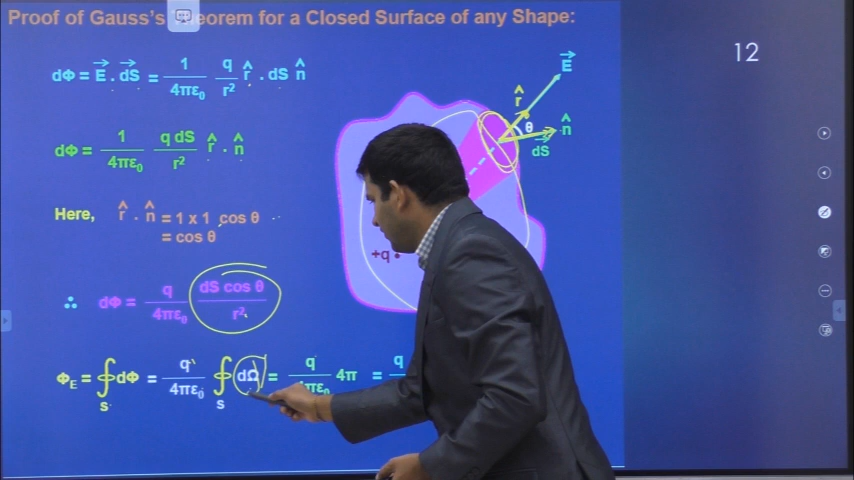 Proof of Gauss's Theorem for a Closed Surface of any Shape:
12
dΦ = E⃗ . dS⃗ = 1/4πε₀ q/r² r̂ . dS n̂
dΦ = 1/4πε₀ q dS/r² r̂ . n̂
Here, r̂ . n̂ = 1 x 1 cos θ
= cos θ
∴ dΦ = q/4πε₀ dS cos θ/r²
Φ_E = ∮_S dΦ = q/4πε₀ ∮_S dΩ = q/4πε₀ 4π = q
E⃗
r̂
θ
n̂
dS⃗
+q